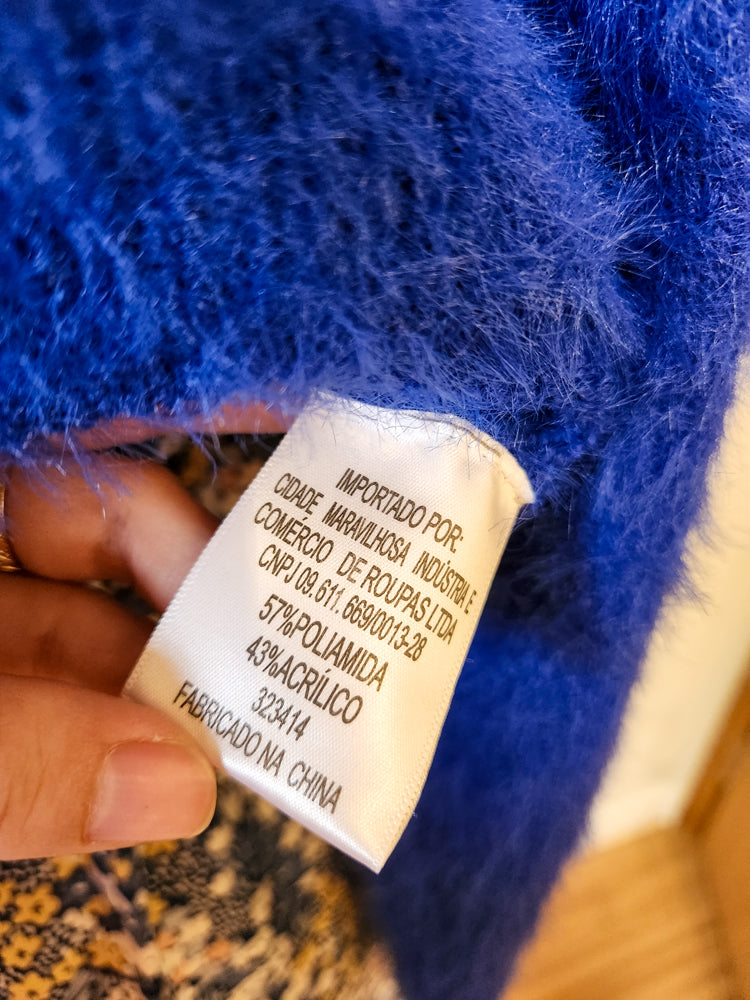 IMPORTADO POR:
CIDADE MARAVILHOSA INDÚSTRIA E
COMÉRCIO DE ROUPAS LTDA
CNPJ 09.611.669/0013-28
57%POLIAMIDA
43%ACRÍLICO
323414
FABRICADO NA CHINA